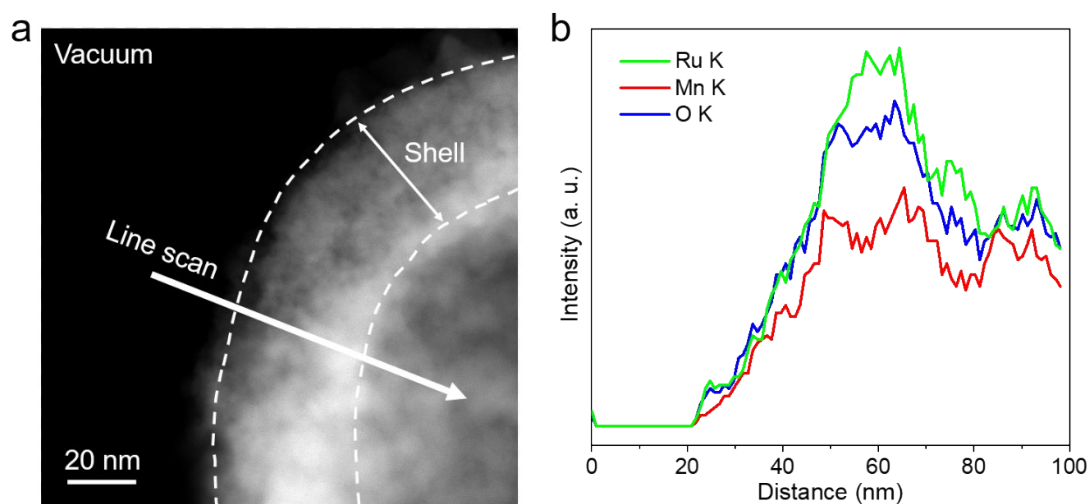 a
Vacuum
Shell
Line scan
20 nm
b
Ru K
Mn K
O K
Intensity (a. u.)
0
20
40
60
80
100
Distance (nm)